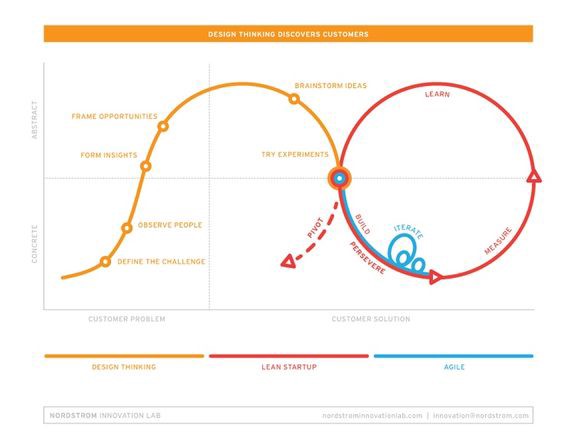 DESIGN THINKING DISCOVERS CUSTOMERS
BRAINSTORM IDEAS
LEARN
FRAME OPPORTUNITIES
ABSTRACT
FORM INSIGHTS
TRY EXPERIMENTS
PIVOT
BUILD
ITERATE
OBSERVE PEOPLE
CONCRETE
MEASURE
PERSEVERE
DEFINE THE CHALLENGE
CUSTOMER PROBLEM
CUSTOMER SOLUTION
DESIGN THINKING
LEAN STARTUP
AGILE
NORDSTROM INNOVATION LAB
nordstrominnovationlab.com | innovation@nordstrom.com